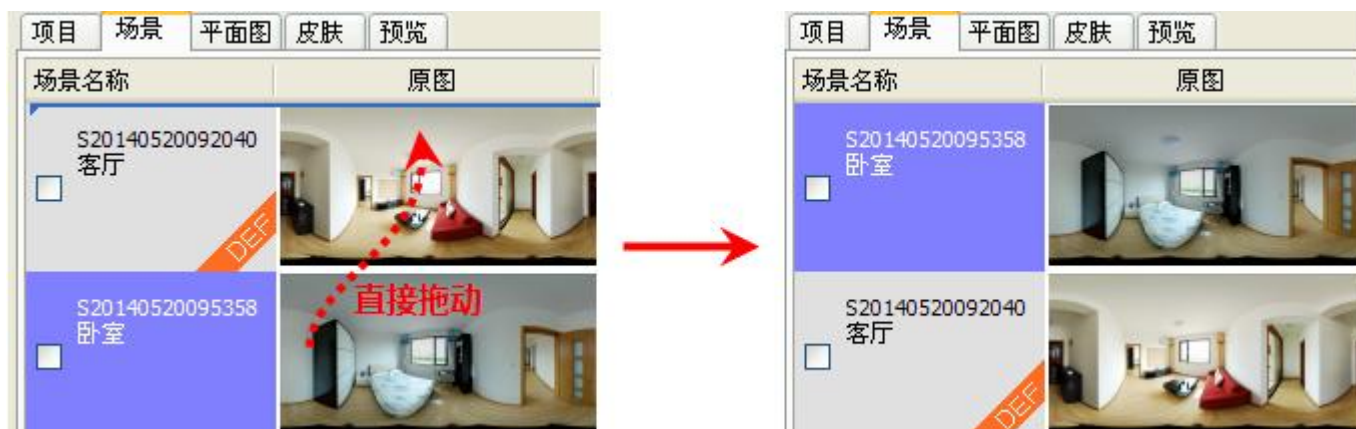 项目 场景 平面图 皮肤 预览
场景名称 原图
S20140520092040
客厅
DEF
S20140520095358
卧室
直接拖动
项目 场景 平面图 皮肤 预览
场景名称 原图
S20140520095358
卧室
S20140520092040
客厅
DEF